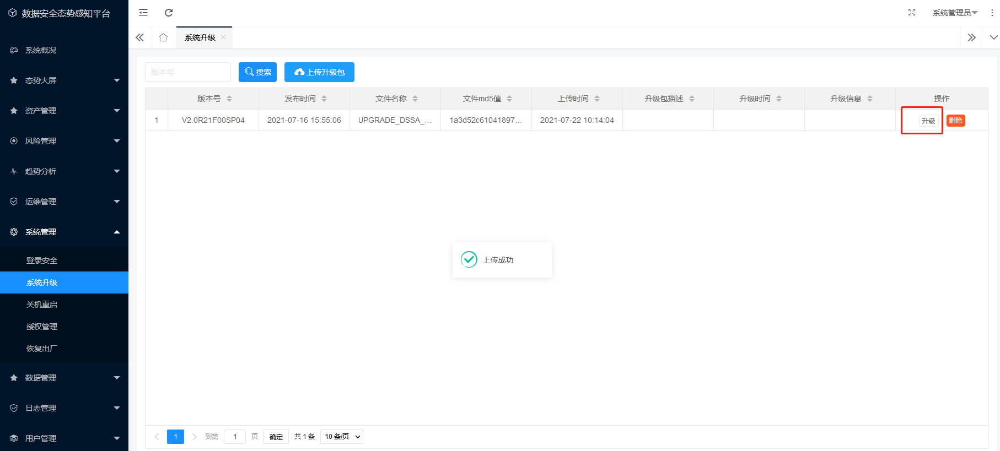 数据安全态势感知平台
系统管理员
系统升级
系统概况
态势大屏
资产管理
风险管理
趋势分析
运维管理
系统管理
登录安全
系统升级
关机重启
授权管理
恢复出厂
数据管理
日志管理
用户管理
版本号 搜索 上传升级包
版本号 发布时间 文件名称 文件md5值 上传时间 升级包描述 升级时间 升级信息 操作
1 V2.0R21F00SP04 2021-07-16 15:55:06 UPGRADE_DSSA_... 1a3d52c61041897... 2021-07-22 10:14:04 升级 删除
上传成功
1 到第 1 页 确定 共 1 条 10 条/页